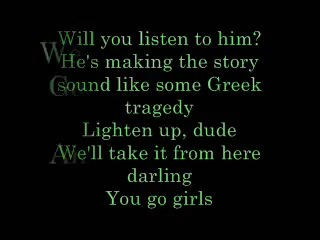 Will you listen to him?
He's making the story
sound like some Greek
tragedy
Lighten up, dude
We'll take it from here
darling
You go girls